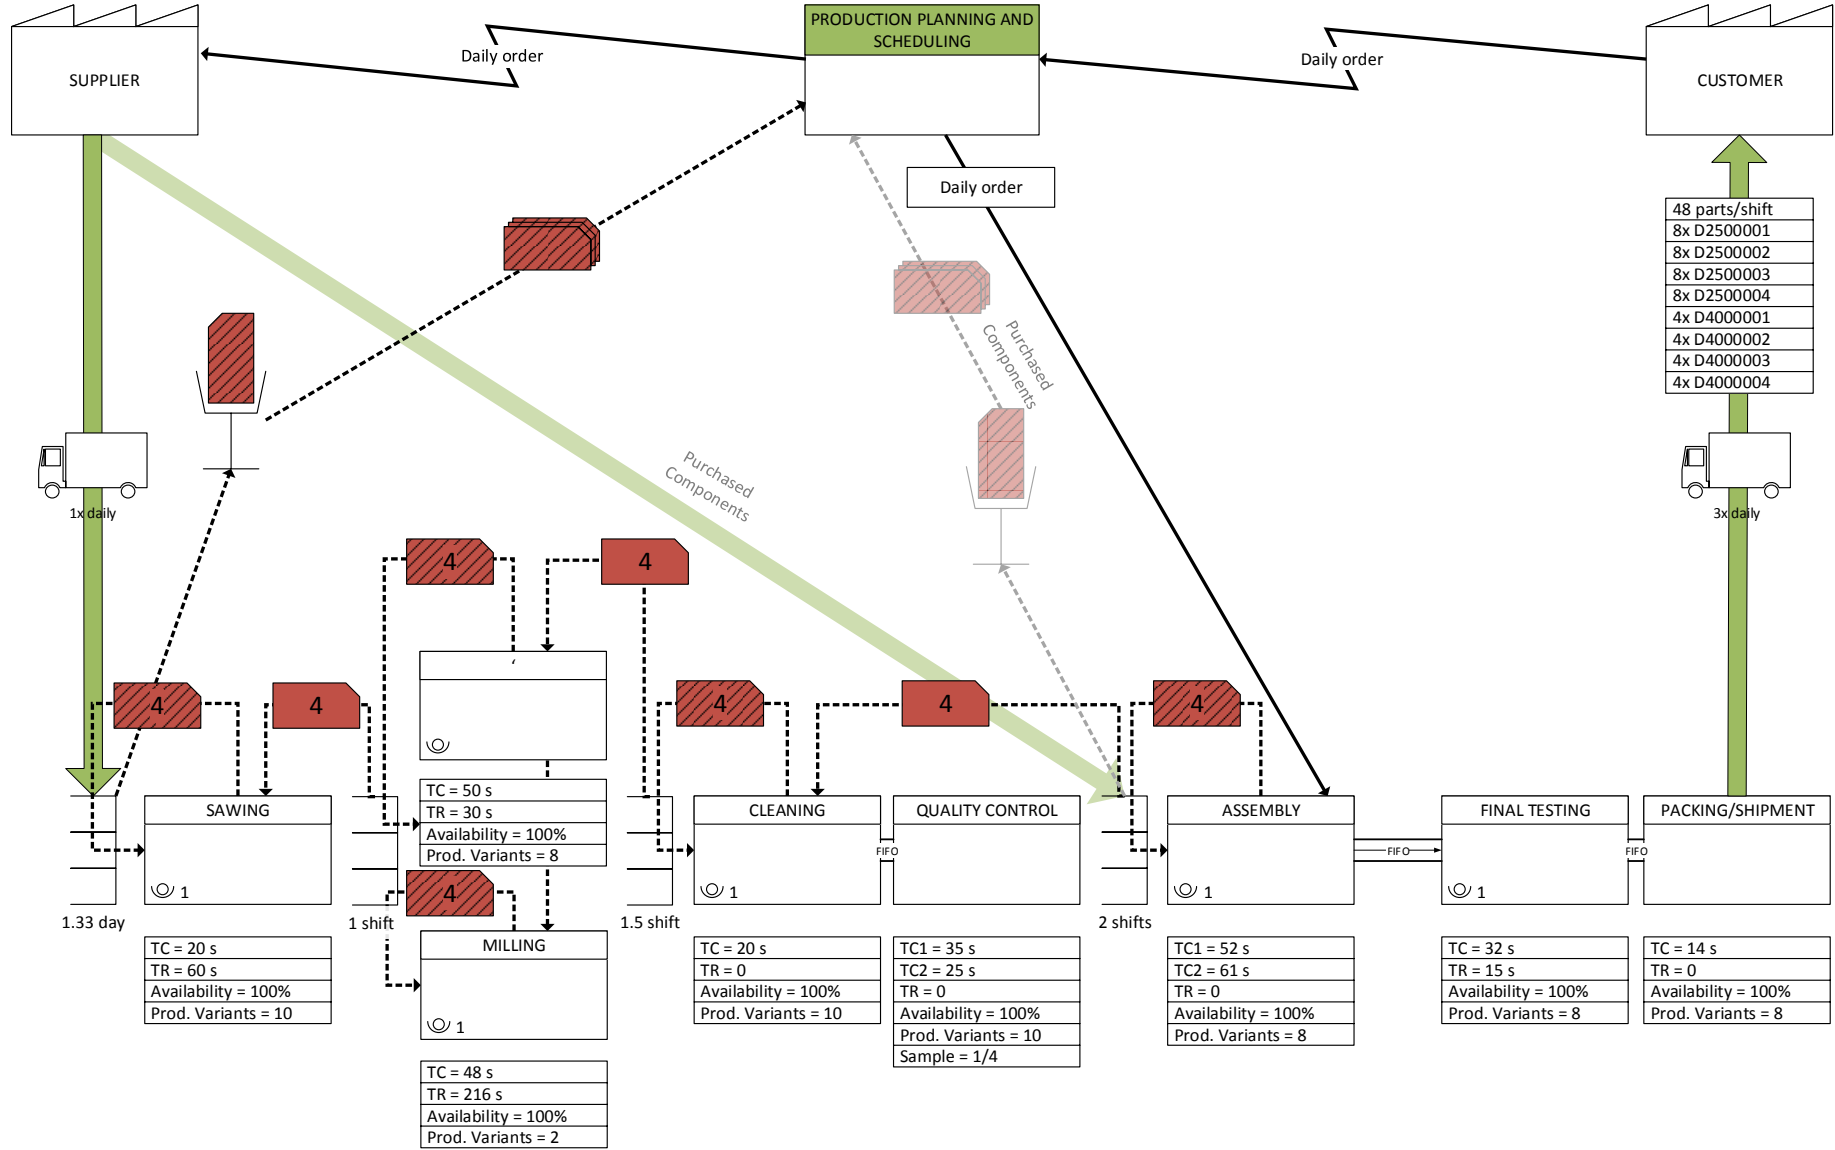 PRODUCTION PLANNING AND
SCHEDULING
SUPPLIER
Daily order
Daily order
CUSTOMER
Daily order
48 parts/shift
8x D2500001
8x D2500002
8x D2500003
8x D2500004
4x D4000001
4x D4000002
4x D4000003
4x D4000004
Purchased
Components
Purchased
Components
1x daily
3x daily
4
4
4
4
4
4
4
TC = 50 s
TR = 30 s
Availability = 100%
Prod. Variants = 8
4
SAWING
1
CLEANING
1
QUALITY CONTROL
ASSEMBLY
1
FINAL TESTING
1
PACKING/SHIPMENT
FIFO
FIFO
FIFO
1.33 day
1 shift
1.5 shift
2 shifts
MILLING
1
TC = 20 s
TR = 60 s
Availability = 100%
Prod. Variants = 10
TC = 48 s
TR = 216 s
Availability = 100%
Prod. Variants = 2
TC = 20 s
TR = 0
Availability = 100%
Prod. Variants = 10
TC1 = 35 s
TC2 = 25 s
TR = 0
Availability = 100%
Prod. Variants = 10
Sample = 1/4
TC1 = 52 s
TC2 = 61 s
TR = 0
Availability = 100%
Prod. Variants = 8
TC = 32 s
TR = 15 s
Availability = 100%
Prod. Variants = 8
TC = 14 s
TR = 0
Availability = 100%
Prod. Variants = 8